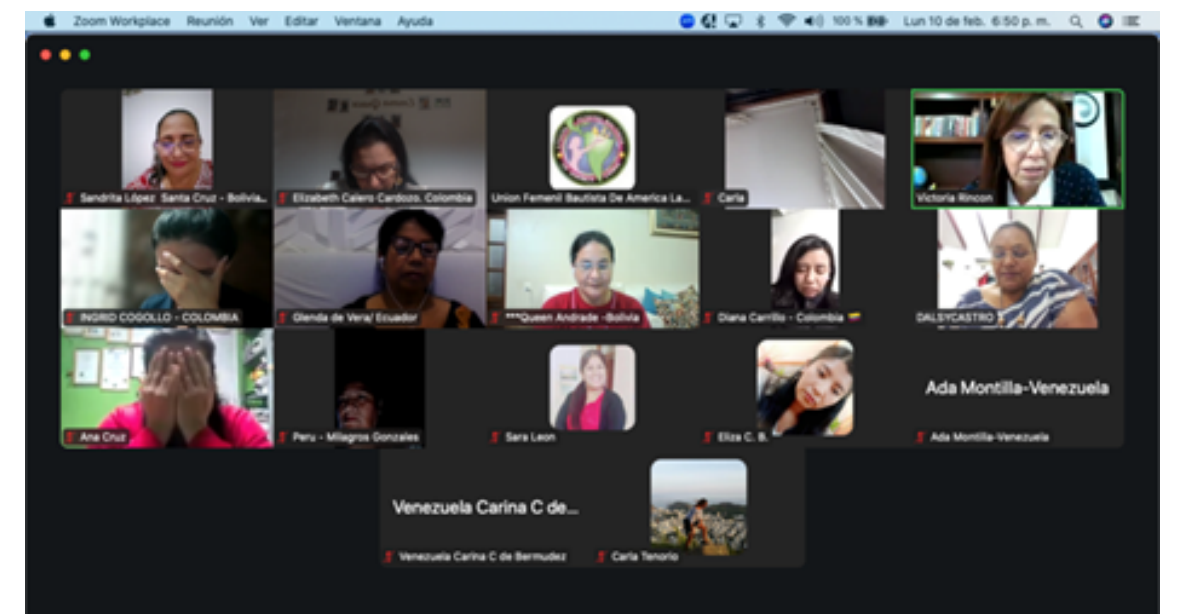 Zoom Workplace Reunión Ver Editar Ventana Ayuda 100 % Lun 10 de feb. 6:50 p. m.
Sandrita López Santa Cruz - Bolivia...
Elizabeth Calero Cardozo. Colombia
Union Femenil Bautista De America La...
Carla
Victoria Rincon
INGRID COGOLLO - COLOMBIA
Glenda de Vera/ Ecuador
***Queen Andrade -Bolivia
Diana Carrillo - Colombia
DALSYCASTRO
Ana Cruz
Peru - Milagros Gonzales
Sara Leon
Eliza C. B.
Ada Montilla-Venezuela
Ada Montilla-Venezuela
Venezuela Carina C de...
Venezuela Carina C de Bermudez
Carla Tenorio